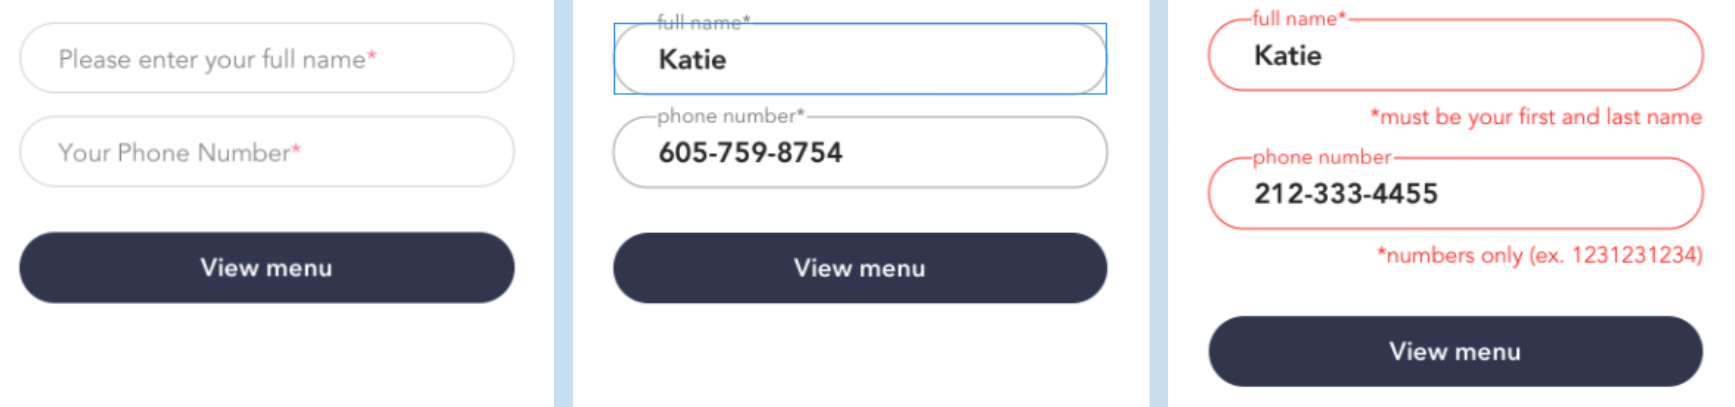 Please enter your full name*
Your Phone Number*
View menu
full name*
Katie
phone number*
605-759-8754
View menu
full name*
Katie
*must be your first and last name
phone number
212-333-4455
*numbers only (ex. 1231231234)
View menu